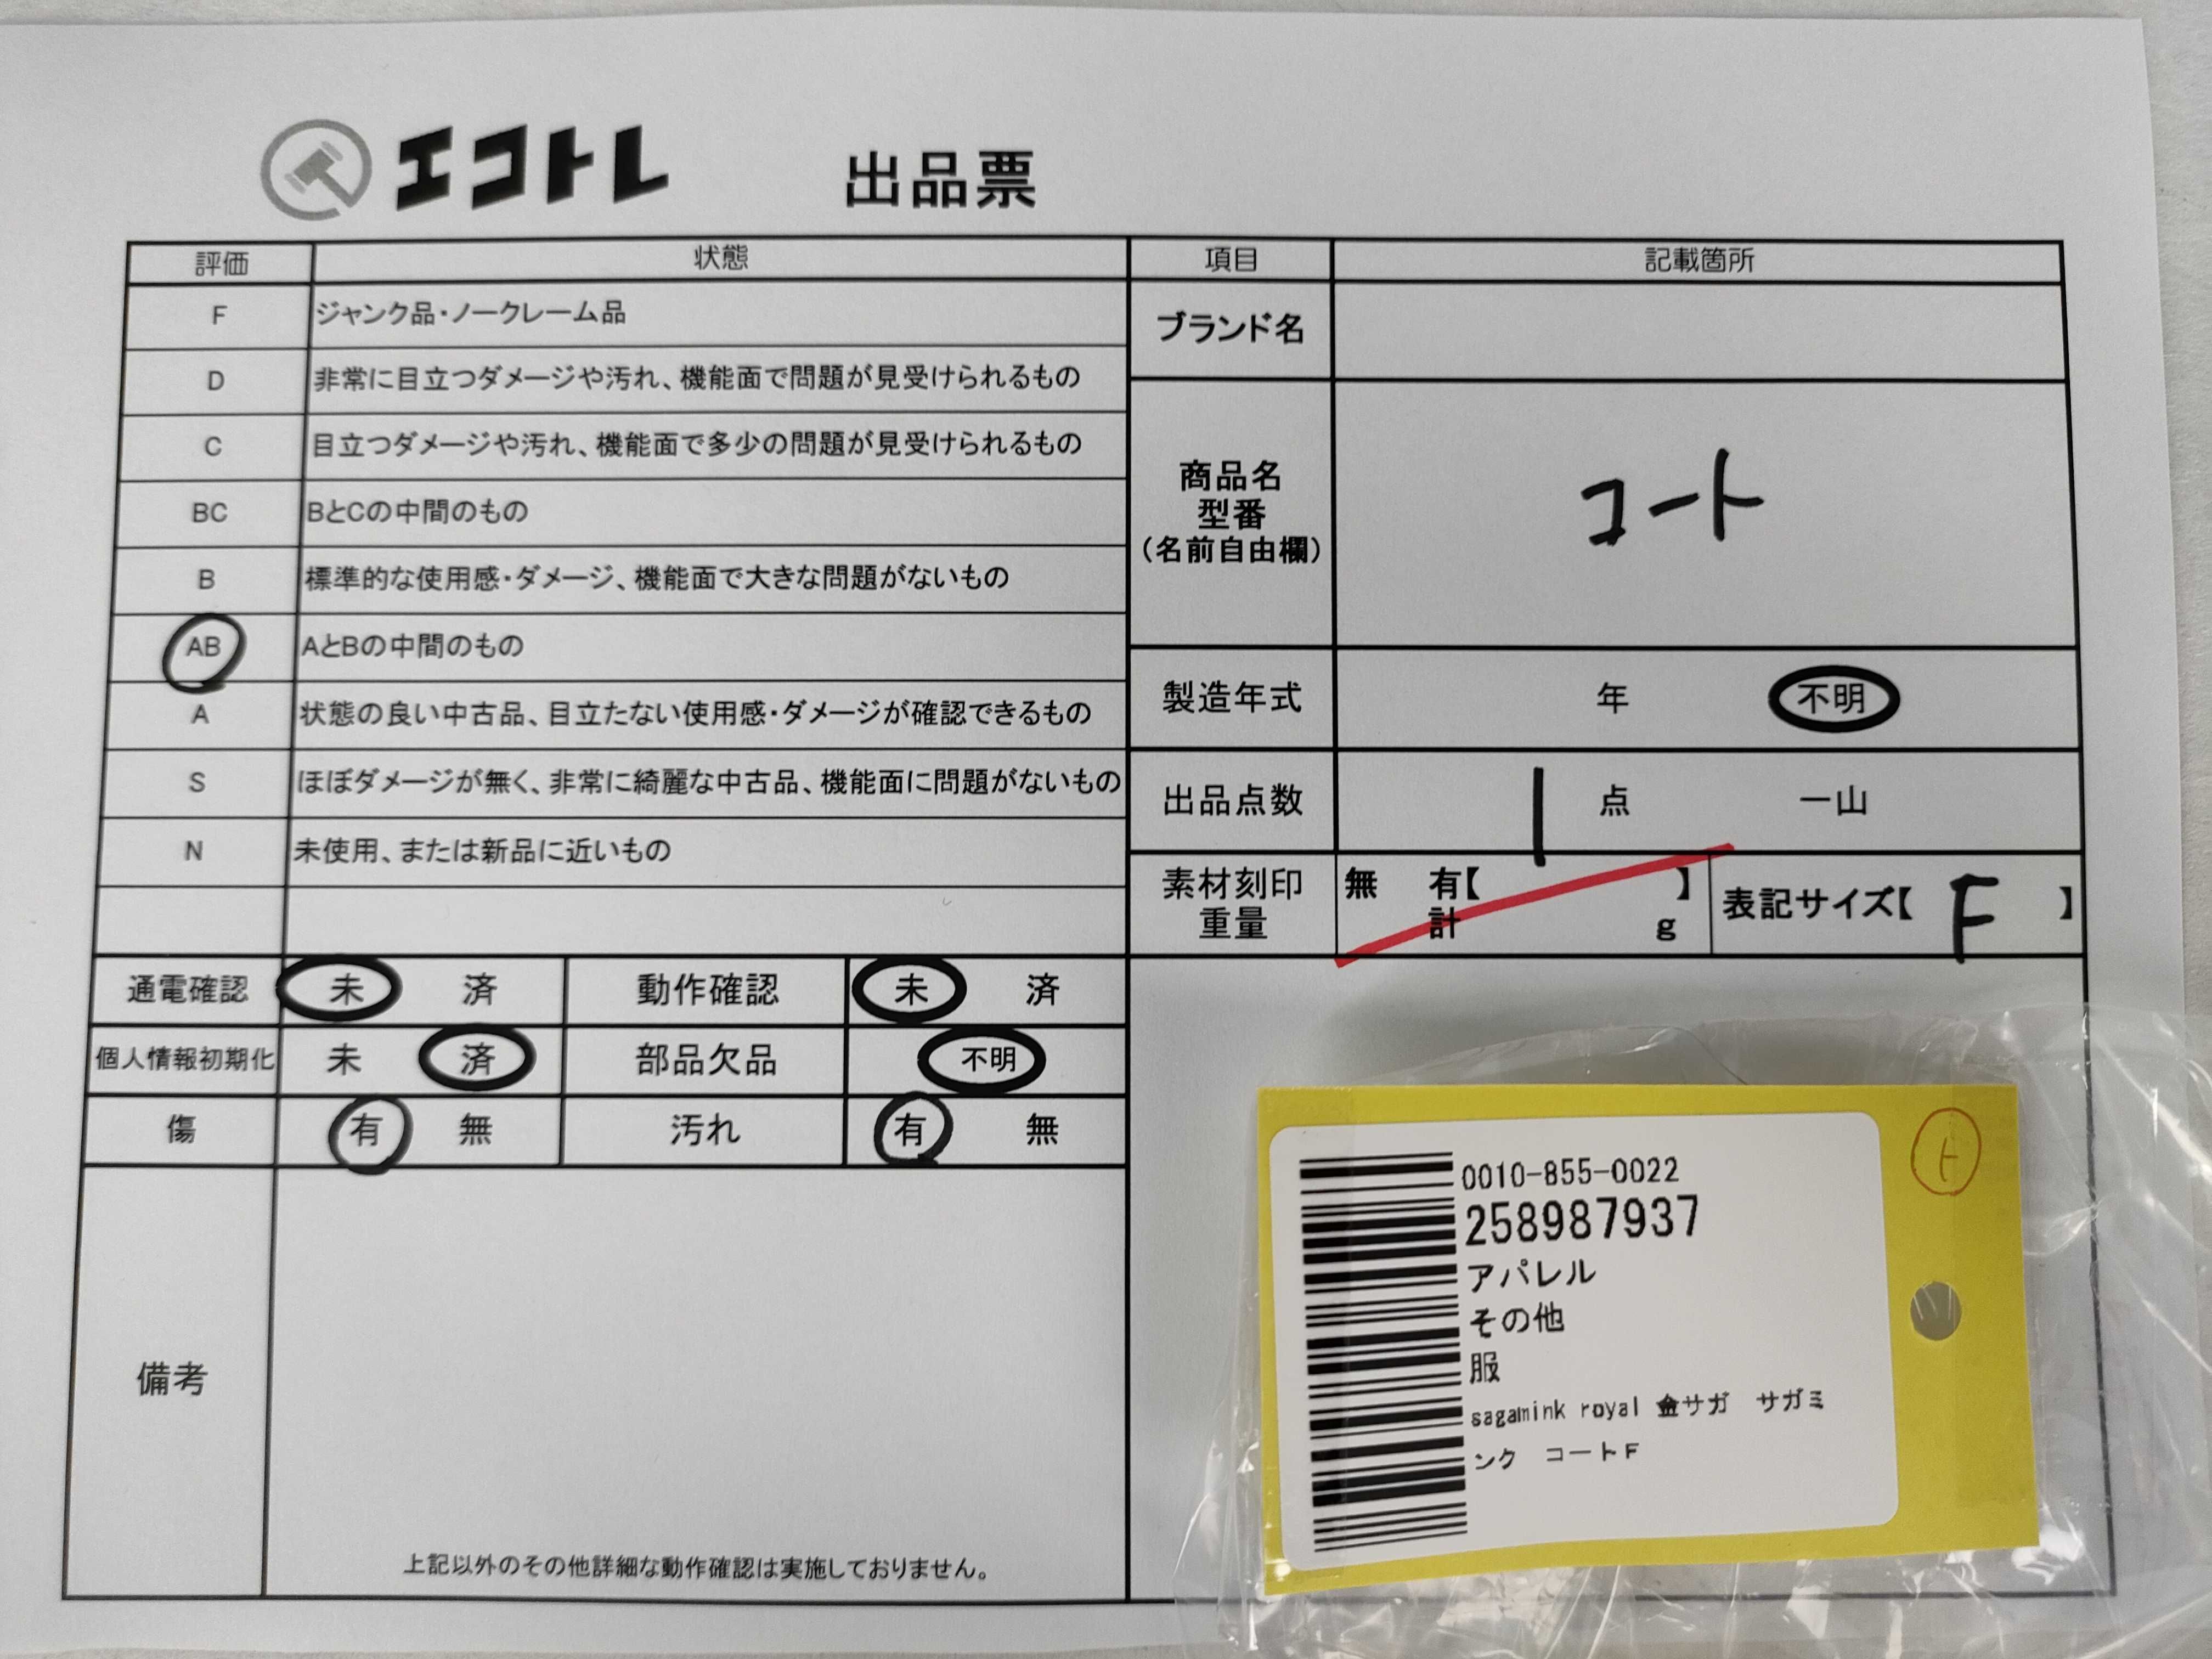 エコトレ 出品票
評価 状態 項目 記載箇所
F ジャンク品・ノークレーム品
D 非常に目立つダメージや汚れ、機能面で問題が見受けられるもの
C 目立つダメージや汚れ、機能面で多少の問題が見受けられるもの
BC BとCの中間のもの
B 標準的な使用感・ダメージ、機能面で大きな問題がないもの
AB AとBの中間のもの
A 状態の良い中古品、目立たない使用感・ダメージが確認できるもの
S ほぼダメージが無く、非常に綺麗な中古品、機能面に問題がないもの
N 未使用、または新品に近いもの
ブランド名
商品名
型番
(名前自由欄)
コート
製造年式 年 不明
出品点数 1 点 一山
素材刻印
重量
無 有【 】
計 g
表記サイズ【 F 】
通電確認 未 済 動作確認 未 済
個人情報初期化 未 済 部品欠品 不明
傷 有 無 汚れ 有 無
備考
上記以外のその他詳細な動作確認は実施しておりません。
0010-855-0022
258987937
アパレル
その他
服
sagamink royal 金サガ サガミ
ンク コートF